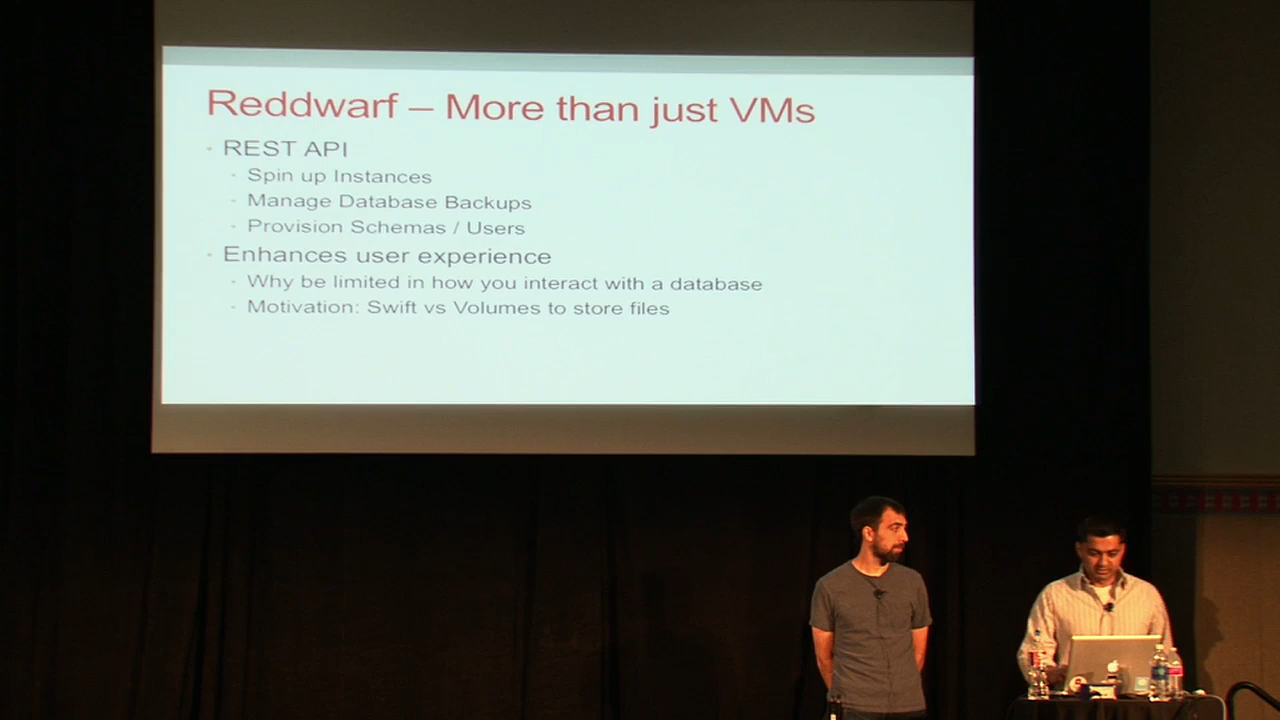 Reddwarf – More than just VMs
REST API
Spin up Instances
Manage Database Backups
Provision Schemas / Users
Enhances user experience
Why be limited in how you interact with a database
Motivation: Swift vs Volumes to store files